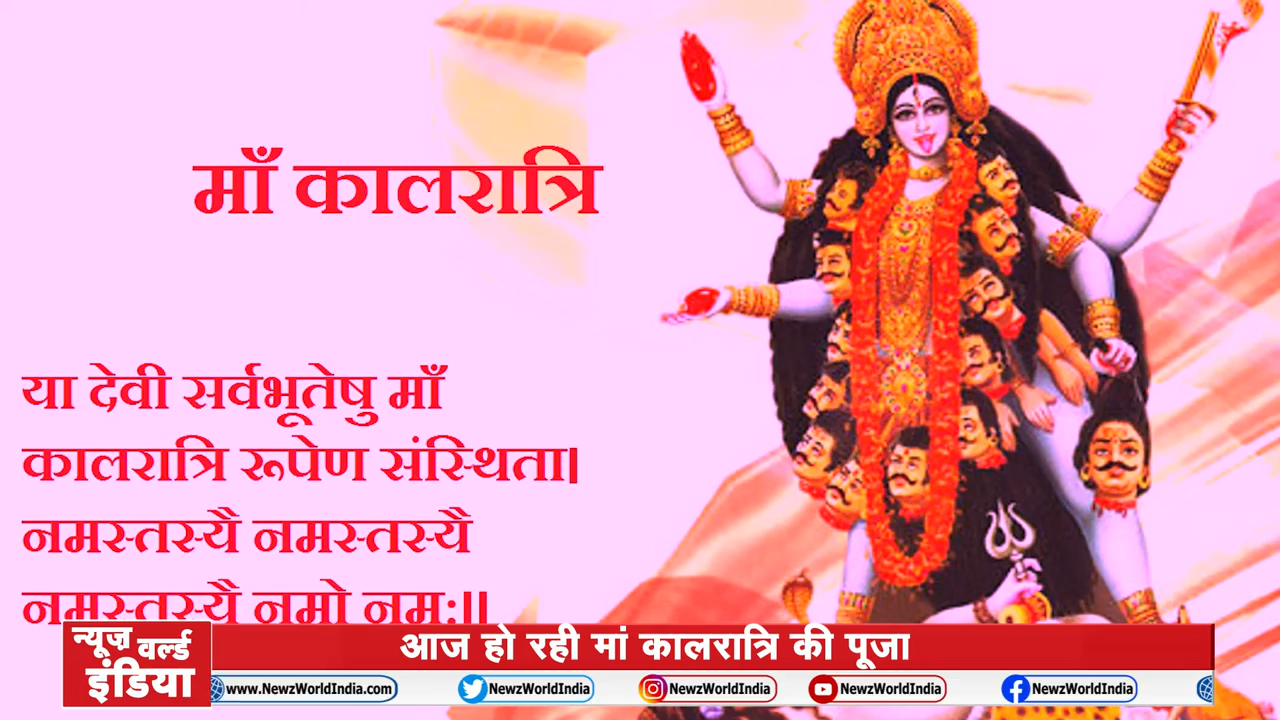 माँ कालरात्रि
या देवी सर्वभूतेषु माँ
कालरात्रि रूपेण संस्थिता।
नमस्तस्यै नमस्तस्यै
नमस्तस्यै नमो नम:।।
न्यूज़ वर्ल्ड
इंडिया
आज हो रही मां कालरात्रि की पूजा
www.NewzWorldIndia.com NewzWorldIndia NewzWorldIndia NewzWorldIndia NewzWorldIndia